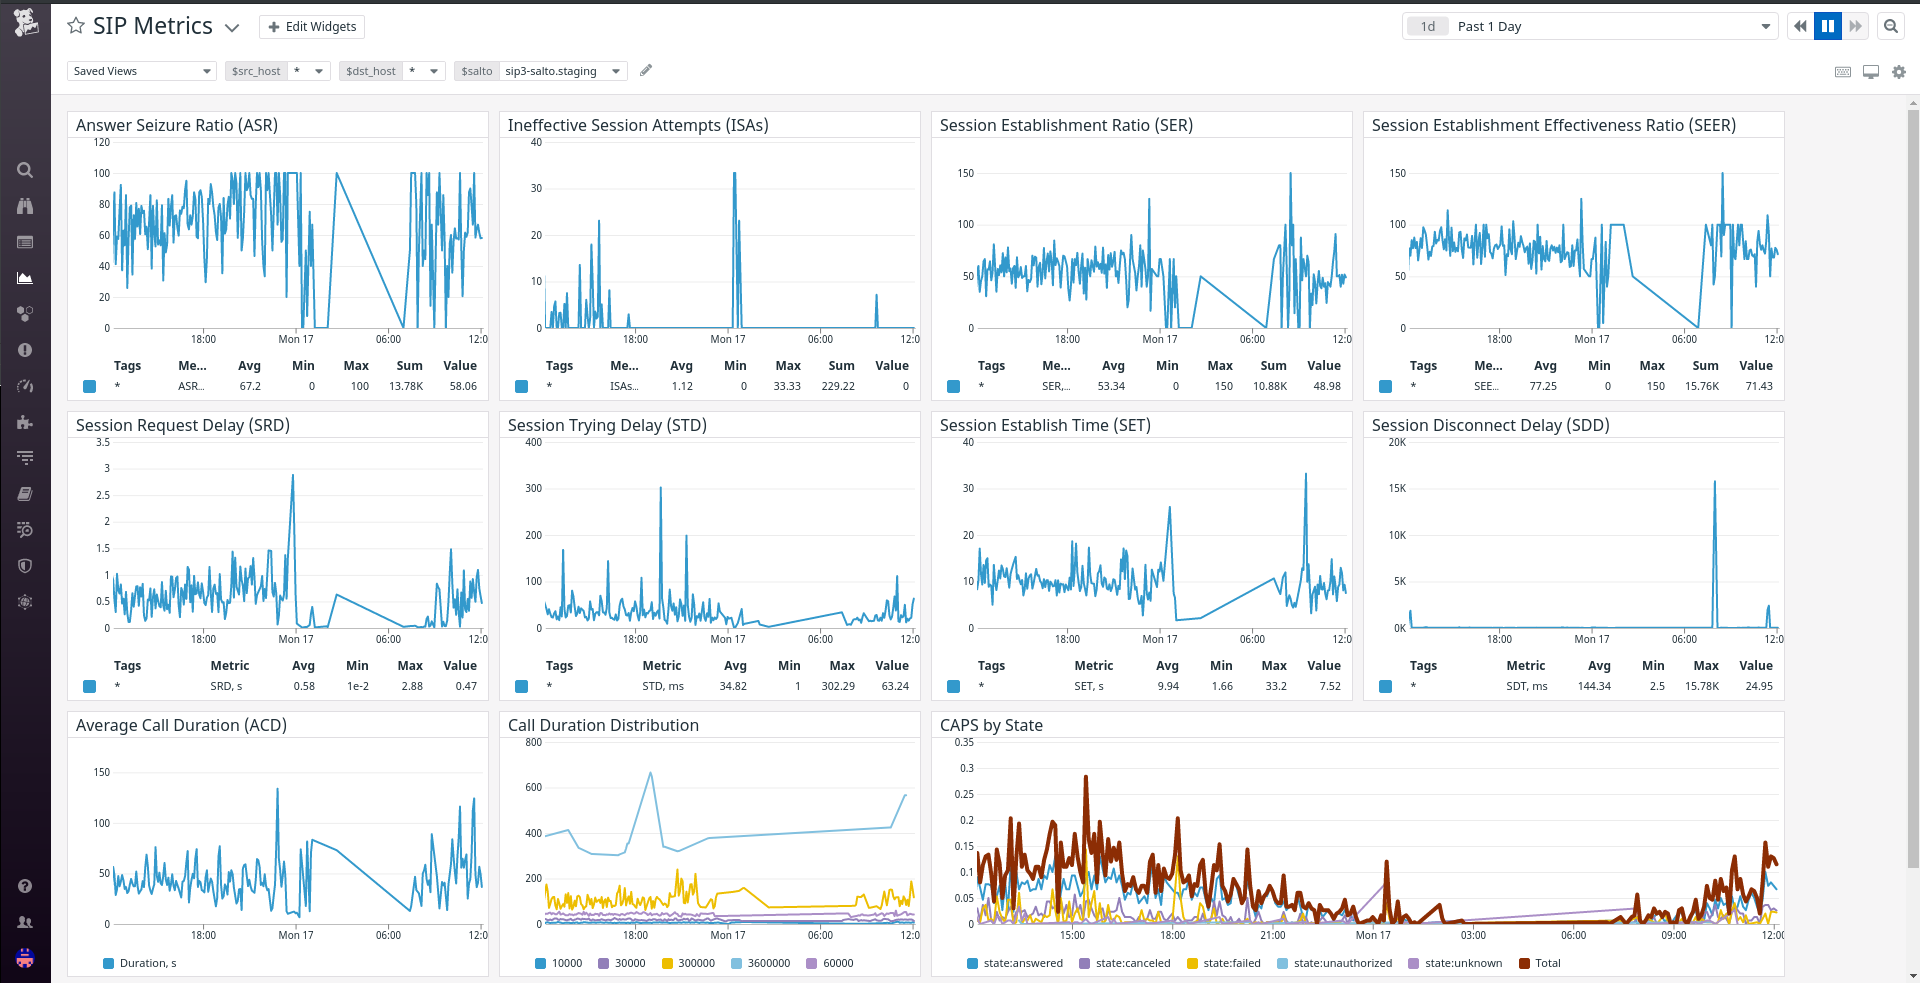 SIP Metrics
Edit Widgets
1d Past 1 Day
Saved Views
$src_host *
$dst_host *
$salto sip3-salto.staging
Answer Seizure Ratio (ASR)
120
100
80
60
40
20
0
18:00 Mon 17 06:00 12:0
Tags Me... Avg Min Max Sum Value
* ASR... 67.2 0 100 13.78K 58.06
Ineffective Session Attempts (ISAs)
40
30
20
10
0
18:00 Mon 17 06:00 12:0
Tags Me... Avg Min Max Sum Value
* ISAs... 1.12 0 33.33 229.22 0
Session Establishment Ratio (SER)
150
100
50
0
18:00 Mon 17 06:00 12:0
Tags Me... Avg Min Max Sum Value
* SER,... 53.34 0 150 10.88K 48.98
Session Establishment Effectiveness Ratio (SEER)
150
100
50
0
18:00 Mon 17 06:00 12:0
Tags Me... Avg Min Max Sum Value
* SEE... 77.25 0 150 15.76K 71.43
Session Request Delay (SRD)
3.5
3
2.5
2
1.5
1
0.5
0
18:00 Mon 17 06:00 12:0
Tags Metric Avg Min Max Value
* SRD, s 0.58 1e-2 2.88 0.47
Session Trying Delay (STD)
400
300
200
100
0
18:00 Mon 17 06:00 12:0
Tags Metric Avg Min Max Value
* STD, ms 34.82 1 302.29 63.24
Session Establish Time (SET)
40
30
20
10
0
18:00 Mon 17 06:00 12:0
Tags Metric Avg Min Max Value
* SET, s 9.94 1.66 33.2 7.52
Session Disconnect Delay (SDD)
20K
15K
10K
5K
0K
18:00 Mon 17 06:00 12:0
Tags Metric Avg Min Max Value
* SDT, ms 144.34 2.5 15.78K 24.95
Average Call Duration (ACD)
150
100
50
0
18:00 Mon 17 06:00 12:0
Duration, s
Call Duration Distribution
800
600
400
200
0
18:00 Mon 17 06:00 12:0
10000 30000 300000 3600000 60000
CAPS by State
0.35
0.3
0.25
0.2
0.15
0.1
0.05
0
15:00 18:00 21:00 Mon 17 03:00 06:00 09:00 12:00
state:answered state:canceled state:failed state:unauthorized state:unknown Total